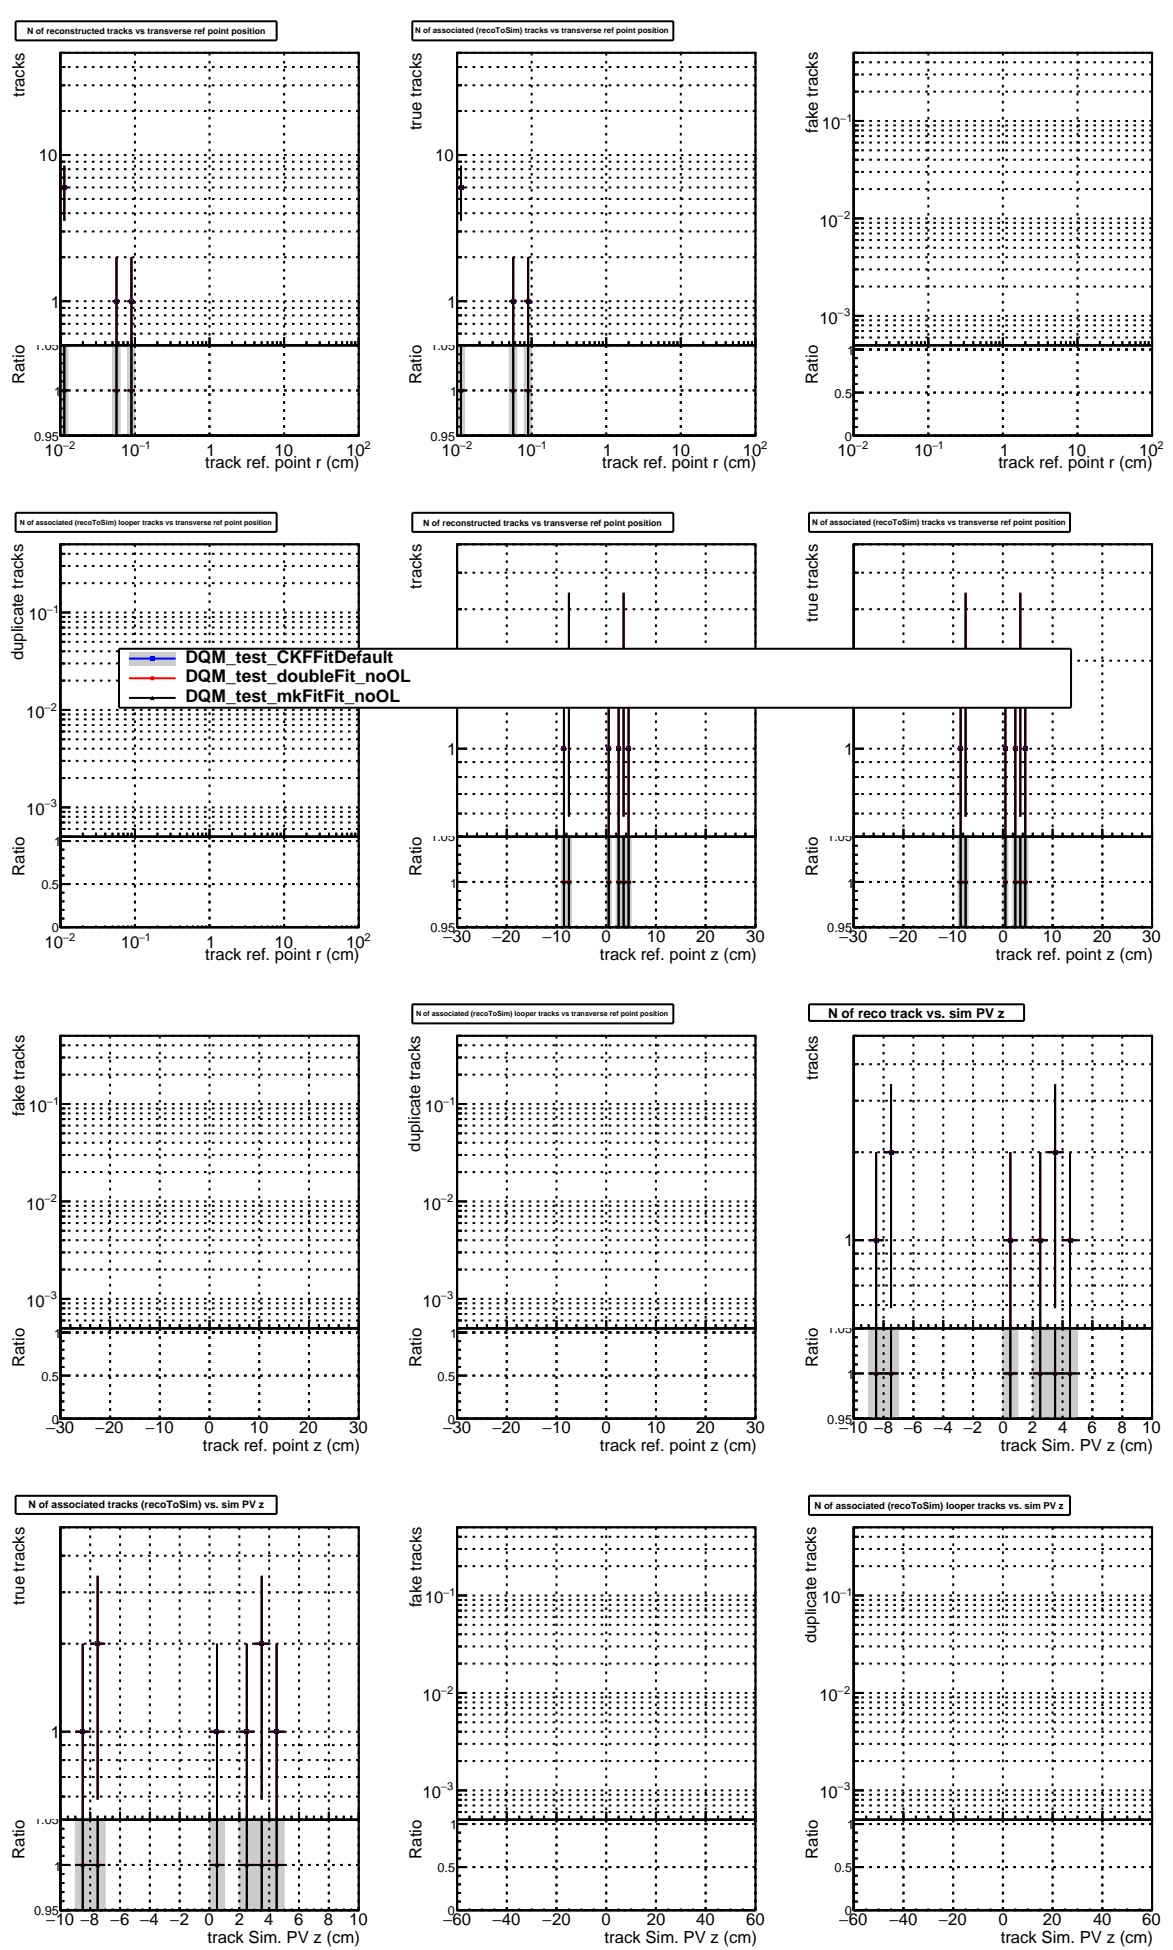 N of reconstructed tracks vs transverse ref point position
tracks
10
1
1.05
Ratio
1
0.95
10−2 10−1 1 10 102
track ref. point r (cm)
N of associated (recoToSim) tracks vs transverse ref point position
true tracks
10
1
1.05
Ratio
1
0.95
10−2 10−1 1 10 102
track ref. point r (cm)
fake tracks
10−1
10−2
10−3
Ratio
1
0.5
0
10−2 10−1 1 10 102
track ref. point r (cm)
N of associated (recoToSim) looper tracks vs transverse ref point position
duplicate tracks
10−1
10−2
10−3
Ratio
1
0.5
0
10−2 10−1 1 10 102
track ref. point r (cm)
N of reconstructed tracks vs transverse ref point position
tracks
1
1.05
Ratio
1
0.95
−30 −20 −10 0 10 20 30
track ref. point z (cm)
N of associated (recoToSim) tracks vs transverse ref point position
true tracks
1
1.05
Ratio
1
0.95
−30 −20 −10 0 10 20 30
track ref. point z (cm)
DQM_test_CKFFitDefault
DQM_test_doubleFit_noOL
DQM_test_mkFitFit_noOL
fake tracks
10−1
10−2
10−3
Ratio
1
0.5
0
−30 −20 −10 0 10 20 30
track ref. point z (cm)
N of associated (recoToSim) looper tracks vs transverse ref point position
duplicate tracks
10−1
10−2
10−3
Ratio
1
0.5
0
−30 −20 −10 0 10 20 30
track ref. point z (cm)
N of reco track vs. sim PV z
tracks
1
1.05
Ratio
1
0.95
−10 −8 −6 −4 −2 0 2 4 6 8 10
track Sim. PV z (cm)
N of associated tracks (recoToSim) vs. sim PV z
true tracks
1
1.05
Ratio
1
0.95
−10 −8 −6 −4 −2 0 2 4 6 8 10
track Sim. PV z (cm)
fake tracks
10−1
10−2
10−3
Ratio
1
0.5
0
−60 −40 −20 0 20 40 60
track Sim. PV z (cm)
N of associated (recoToSim) looper tracks vs. sim PV z
duplicate tracks
10−1
10−2
10−3
Ratio
1
0.5
0
−60 −40 −20 0 20 40 60
track Sim. PV z (cm)